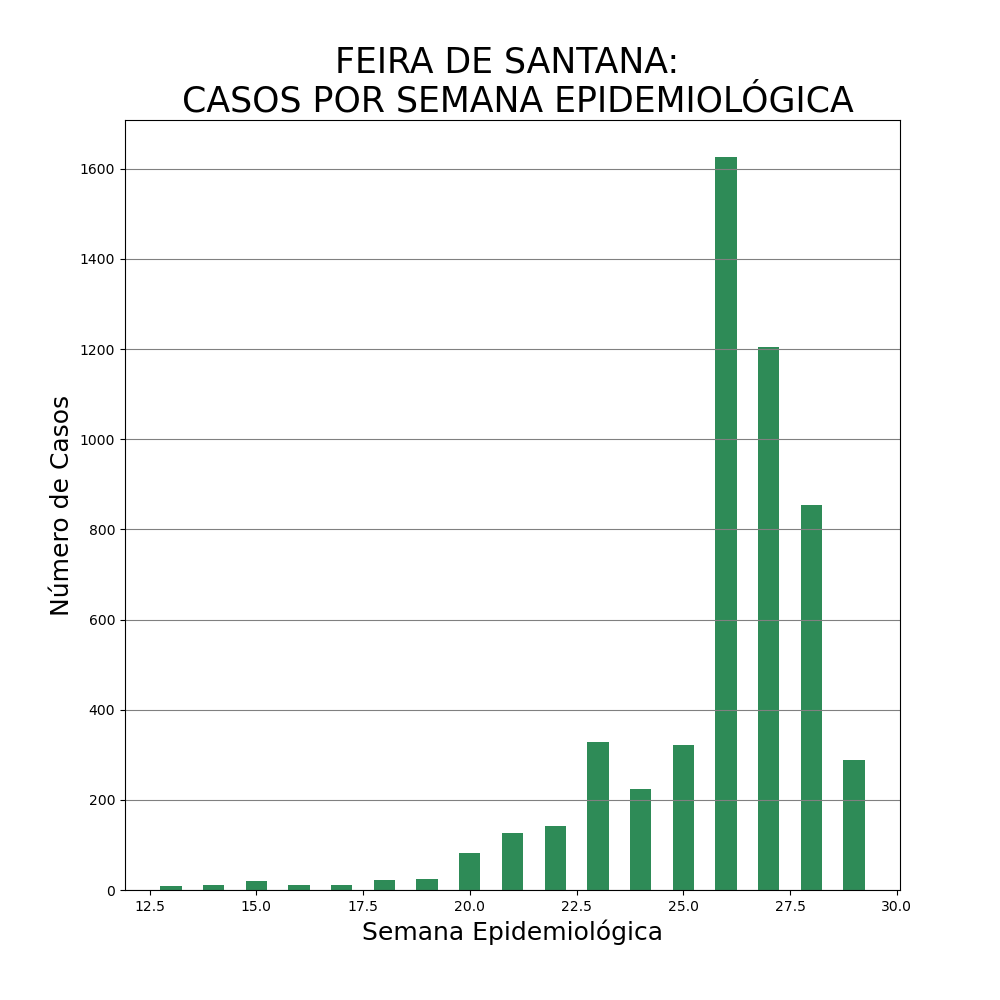 FEIRA DE SANTANA:
CASOS POR SEMANA EPIDEMIOLÓGICA
1600
1400
1200
1000
800
600
400
200
0
Número de Casos
12.5 15.0 17.5 20.0 22.5 25.0 27.5 30.0
Semana Epidemiológica